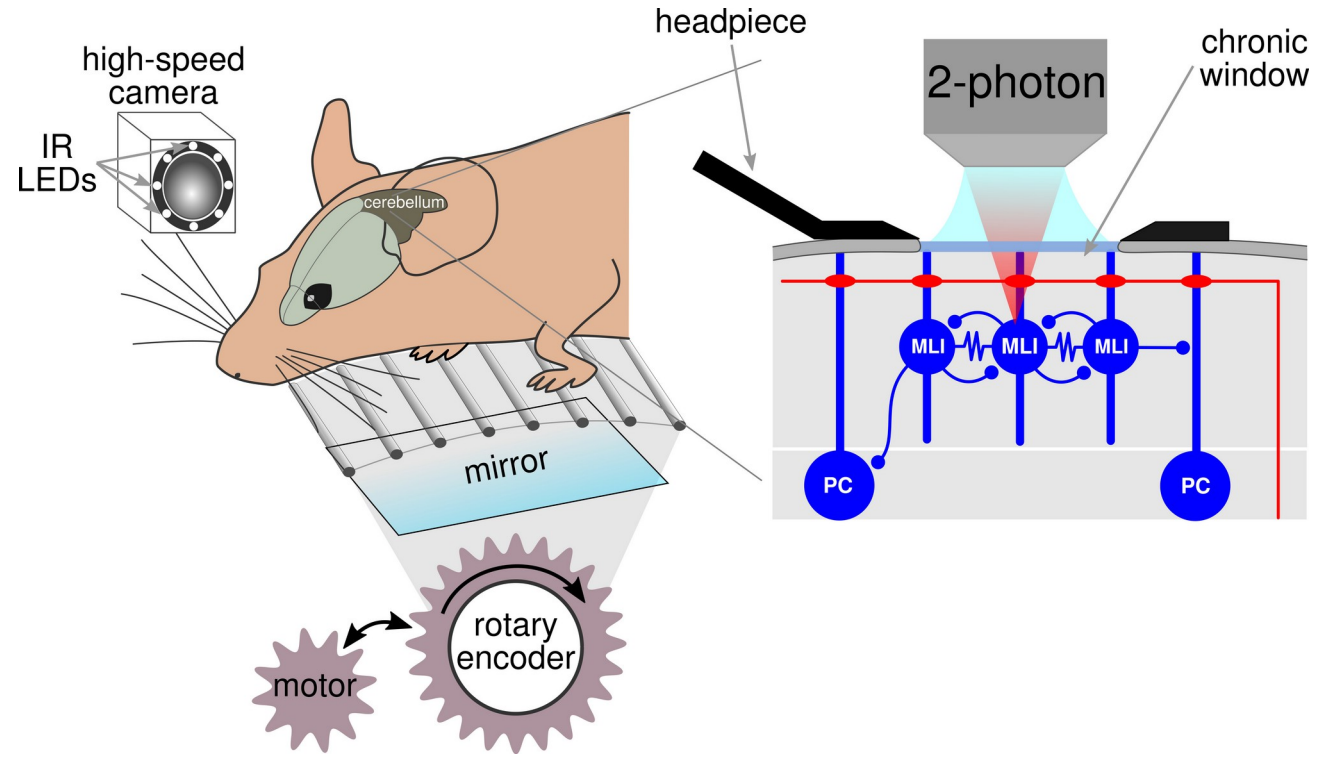 high-speed
camera
IR
LEDs
cerebellum
mirror
rotary
encoder
motor
headpiece
2-photon
chronic
window
MLI
MLI
MLI
PC
PC